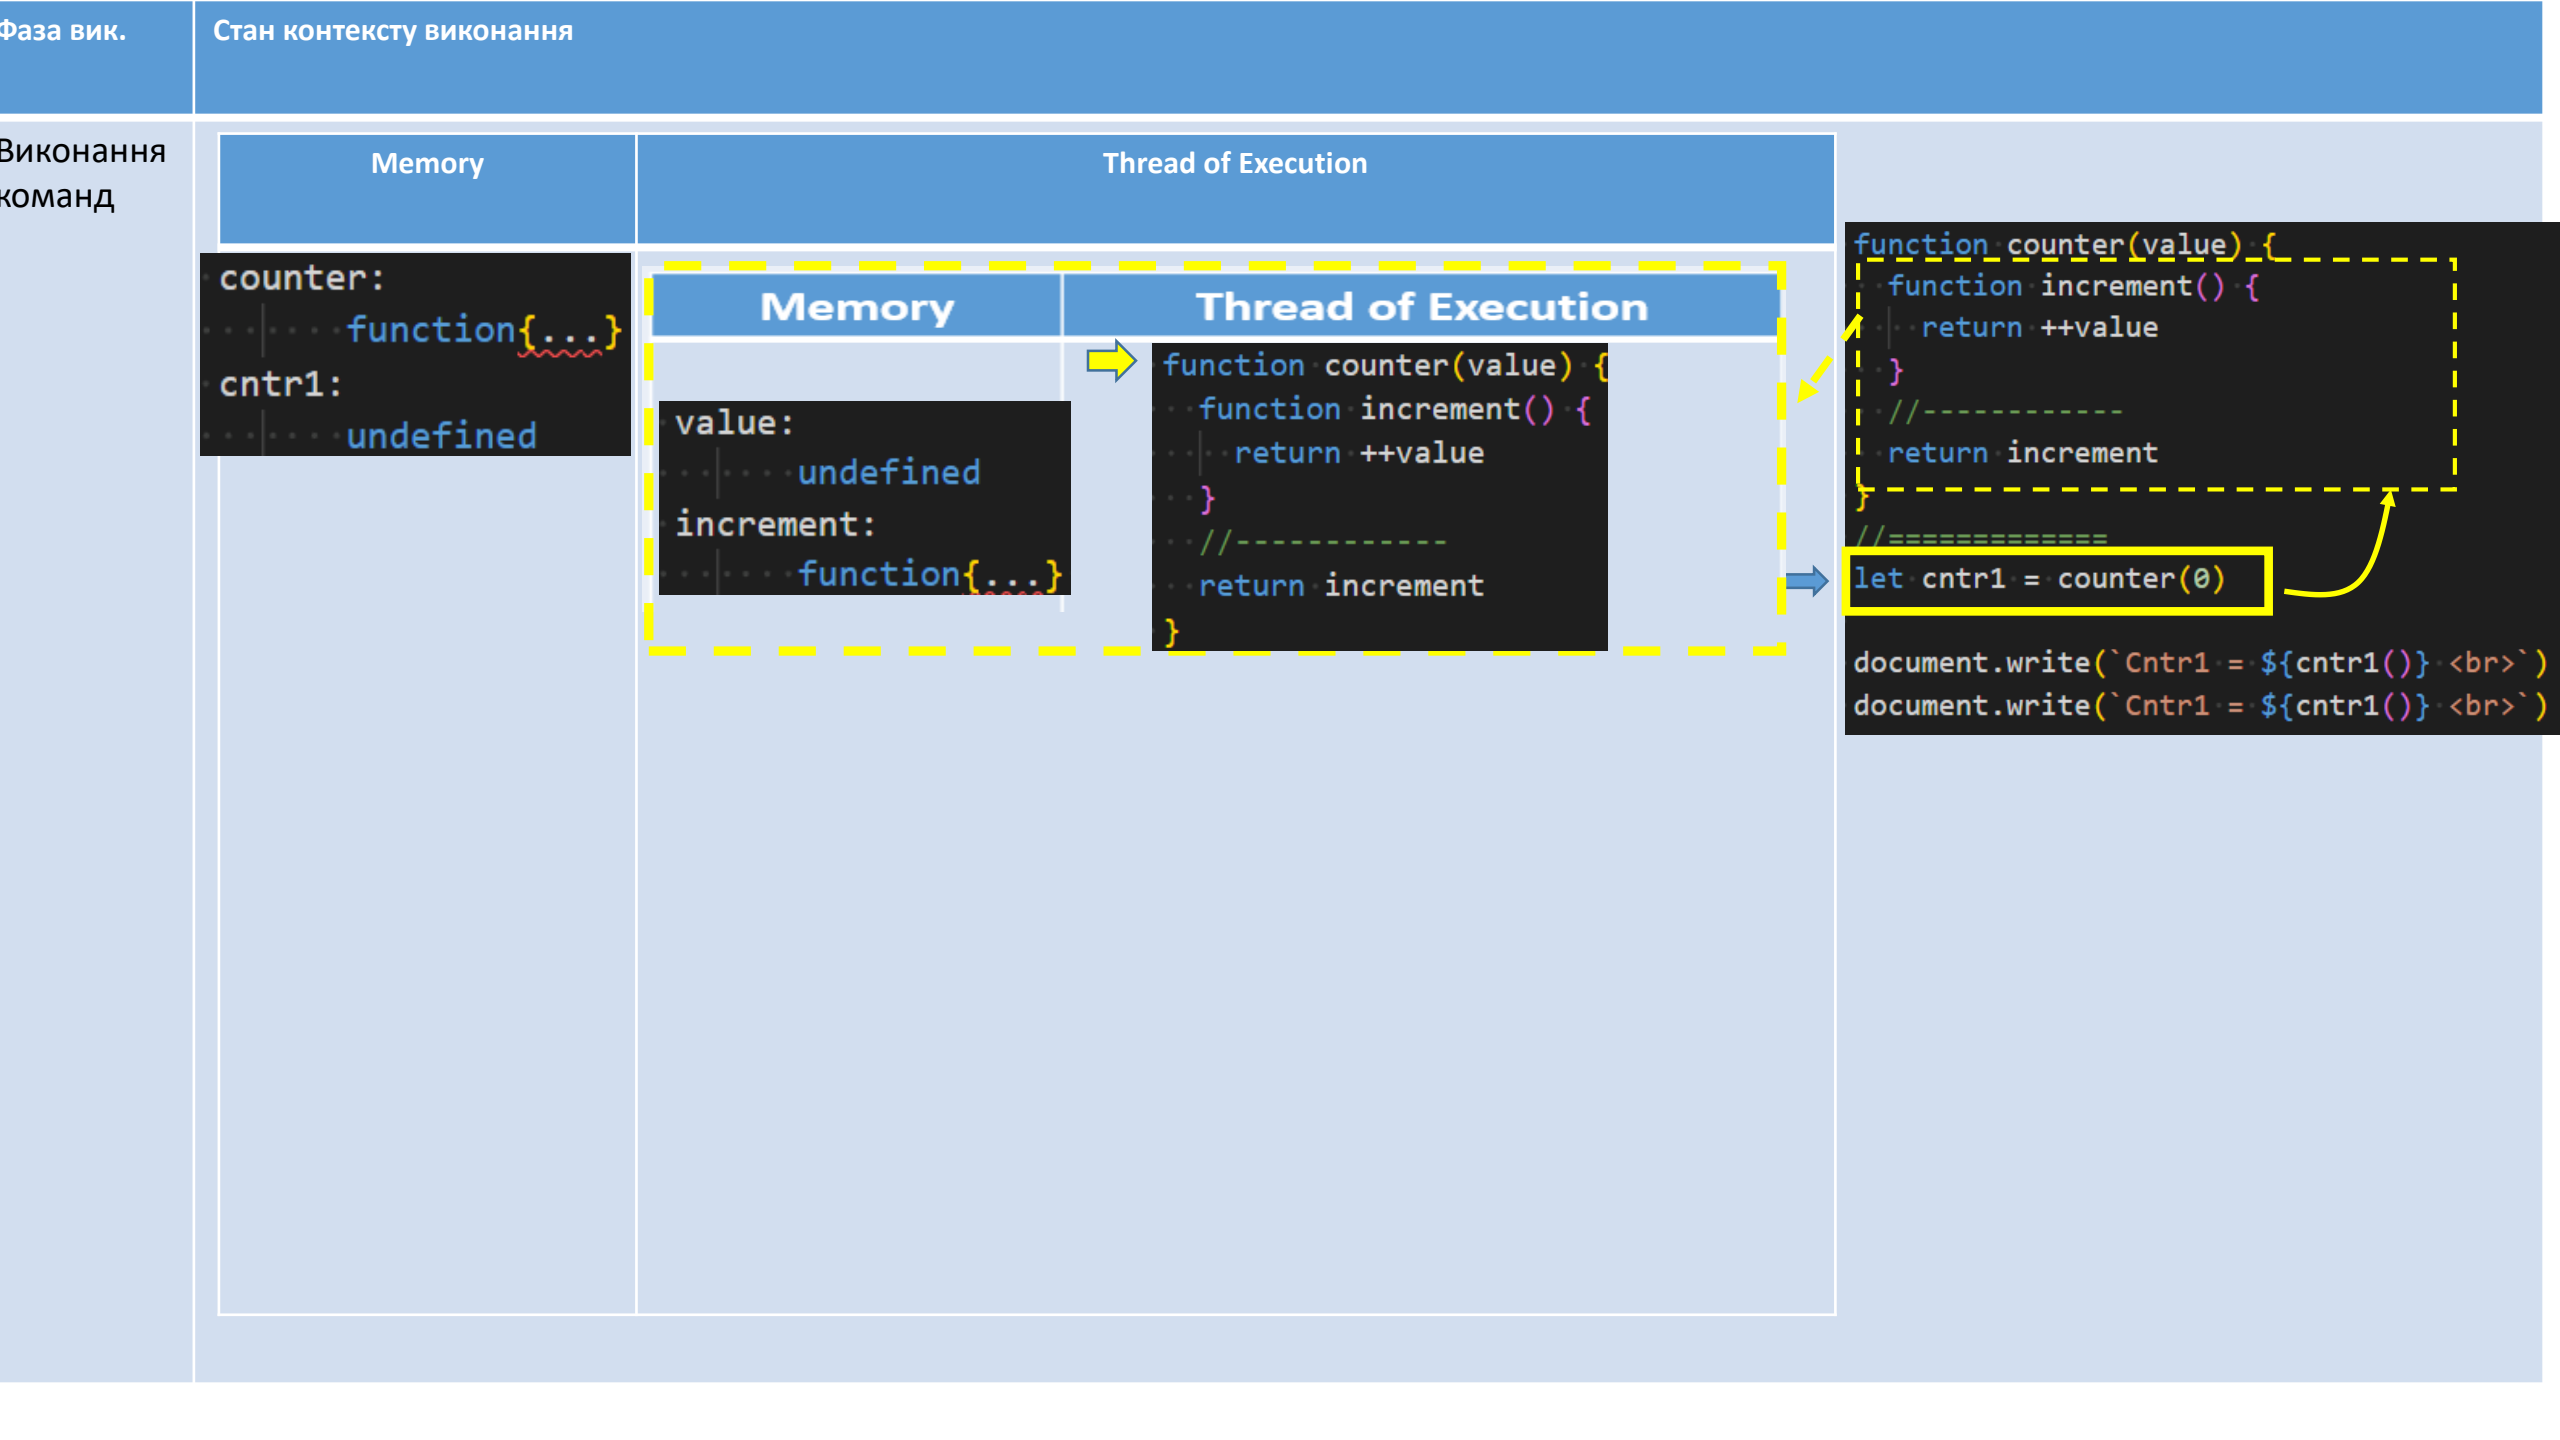 Фаза вик.
Стан контексту виконання
Виконання
команд
Memory
Thread of Execution
counter:
function{...}
cntr1:
undefined
Memory
Thread of Execution
value:
undefined
increment:
function{...}
function counter(value) {
function increment() {
return ++value
}
//------------
return increment
}
function counter(value) {
function increment() {
return ++value
}
//------------
return increment
}
//=============
let cntr1 = counter(0)
document.write(`Cntr1 = ${cntr1()} <br>`)
document.write(`Cntr1 = ${cntr1()} <br>`)